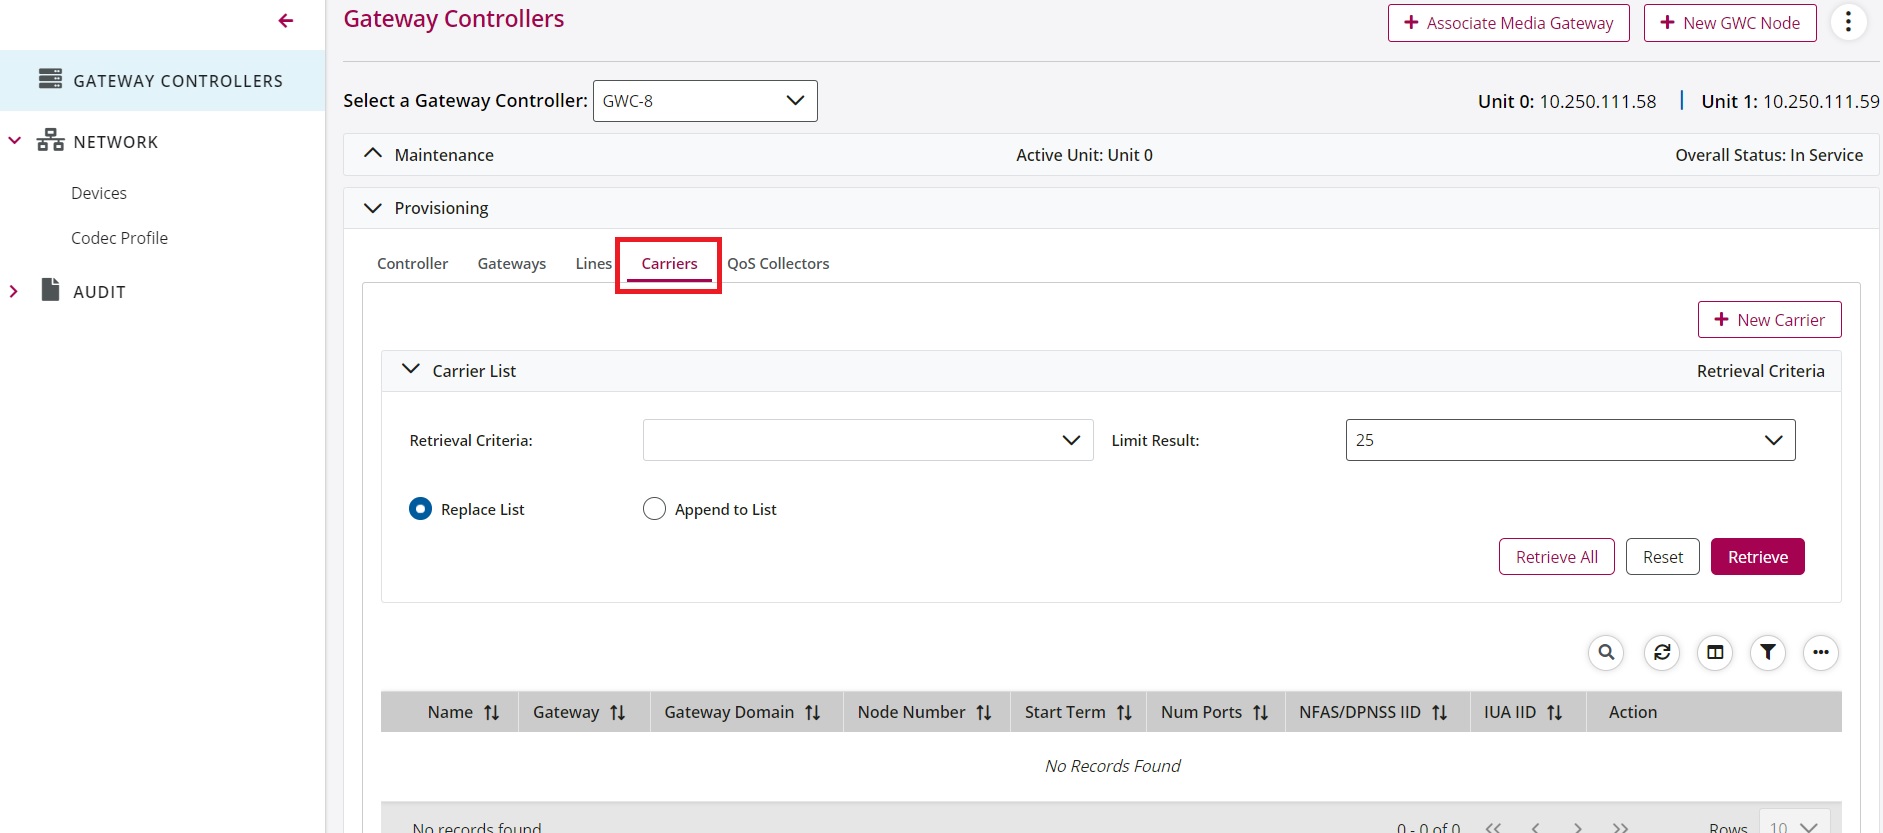 Gateway Controllers
Associate Media Gateway
New GWC Node
GATEWAY CONTROLLERS
Select a Gateway Controller: GWC-8
Unit 0: 10.250.111.58 | Unit 1: 10.250.111.59
NETWORK
Maintenance Active Unit: Unit 0 Overall Status: In Service
Devices
Provisioning
Codec Profile
Controller Gateways Lines Carriers QoS Collectors
AUDIT
New Carrier
Carrier List Retrieval Criteria
Retrieval Criteria: Limit Result: 25
Replace List Append to List
Retrieve All Reset Retrieve
Name Gateway Gateway Domain Node Number Start Term Num Ports NFAS/DPNSS IID IUA IID Action
No Records Found
No records found 0 - 0 of 0 Rows 10